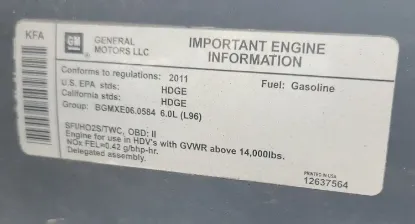 KFA
GM
GENERAL
MOTORS LLC
IMPORTANT ENGINE
INFORMATION
Conforms to regulations: 2011
Fuel: Gasoline
U.S. EPA stds: HDGE
California stds: HDGE
Group: BGMXE06.0584 6.0L (L96)
SFI/HO2S/TWC, OBD: II
Engine for use in HDV's with GVWR above 14,000lbs.
NOx FEL=0.42 g/bhp-hr.
Delegated assembly.
PRINTED IN USA
12637564